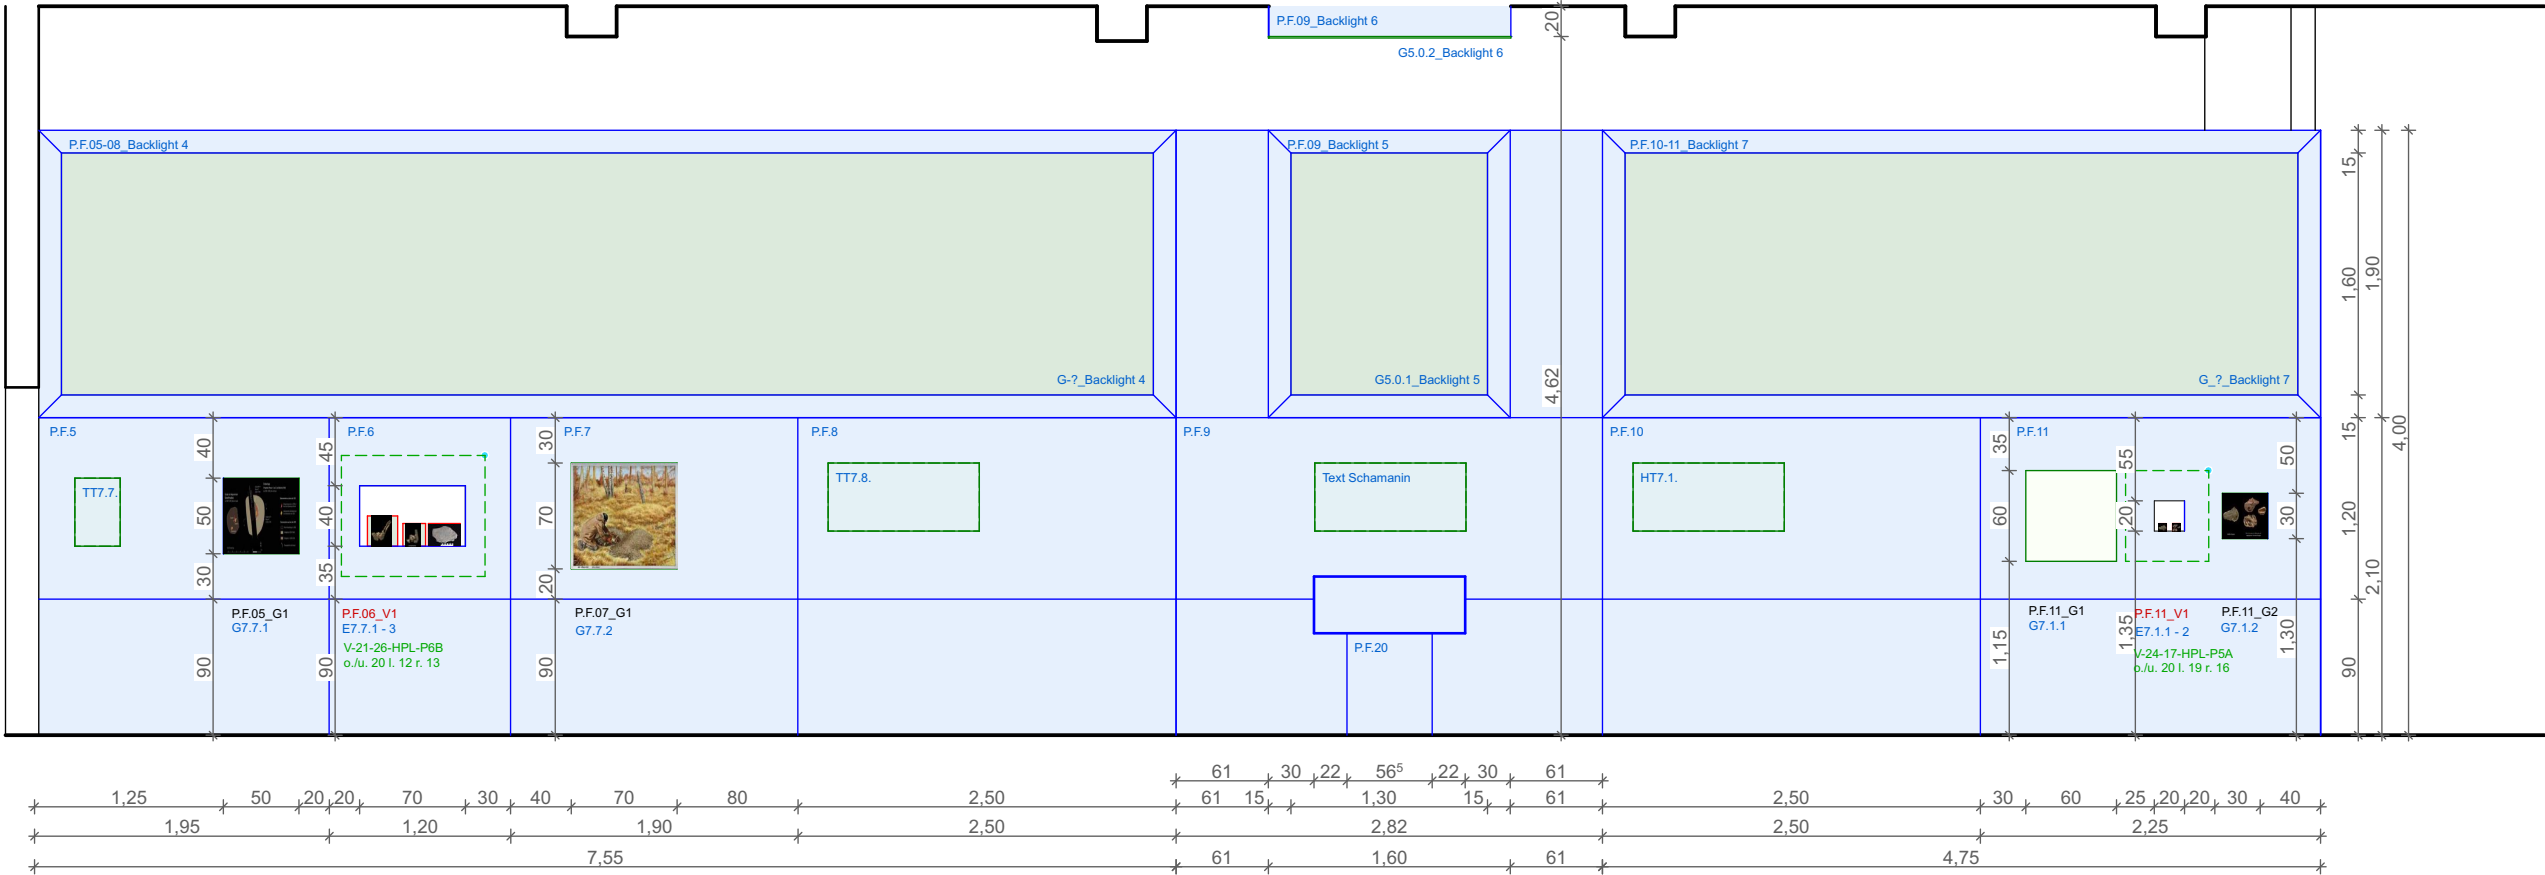 P.F.09_Backlight 6
20
G5.0.2_Backlight 6
P.F.05-08_Backlight 4
P.F.09_Backlight 5
P.F.10-11_Backlight 7
15
1,60
1,90
4,62
G-?_Backlight 4
G5.0.1_Backlight 5
G_?_Backlight 7
15
4,00
P.F.5
P.F.6
P.F.7
P.F.8
P.F.9
P.F.10
P.F.11
40
45
30
35
55
50
TT7.7.
TT7.8.
Text Schamanin
HT7.1.
50
40
70
60
20
30
1,20
30
35
20
2,10
P.F.05_G1
G7.7.1
P.F.06_V1
E7.7.1 - 3
V-21-26-HPL-P6B
o./u. 20 l. 12 r. 13
P.F.07_G1
G7.7.2
P.F.20
P.F.11_G1
G7.1.1
P.F.11_V1
E7.1.1 - 2
V-24-17-HPL-P5A
o./u. 20 l. 19 r. 16
P.F.11_G2
G7.1.2
90
90
90
1,15
1,35
1,30
90
61 30 22 56⁵ 22 30 61
1,25 50 20 20 70 30 40 70 80 2,50 61 15 1,30 15 61 2,50 30 60 25 20 20 30 40
1,95 1,20 1,90 2,50 2,82 2,50 2,25
7,55 61 1,60 61 4,75